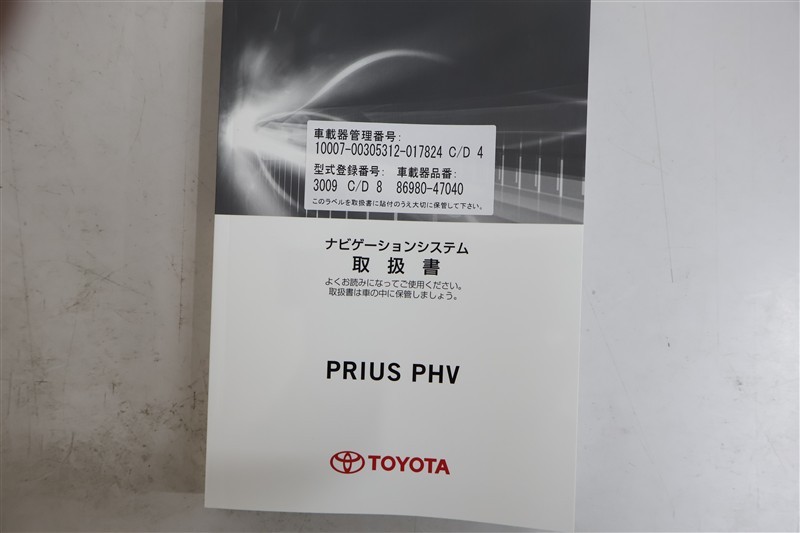 車載器管理番号:
10007-00305312-017824 C/D 4
型式登録番号: 車載器品番:
3009 C/D 8 86980-47040
このラベルを取扱書に貼付のうえ大切に保管して下さい。
ナビゲーションシステム
取扱書
よくお読みになってご使用ください。
取扱書は車の中に保管しましょう。
PRIUS PHV
TOYOTA